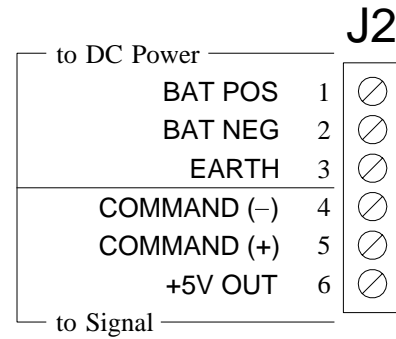 J2
to DC Power
BAT POS 1
BAT NEG 2
EARTH 3
COMMAND (–) 4
COMMAND (+) 5
+5V OUT 6
to Signal